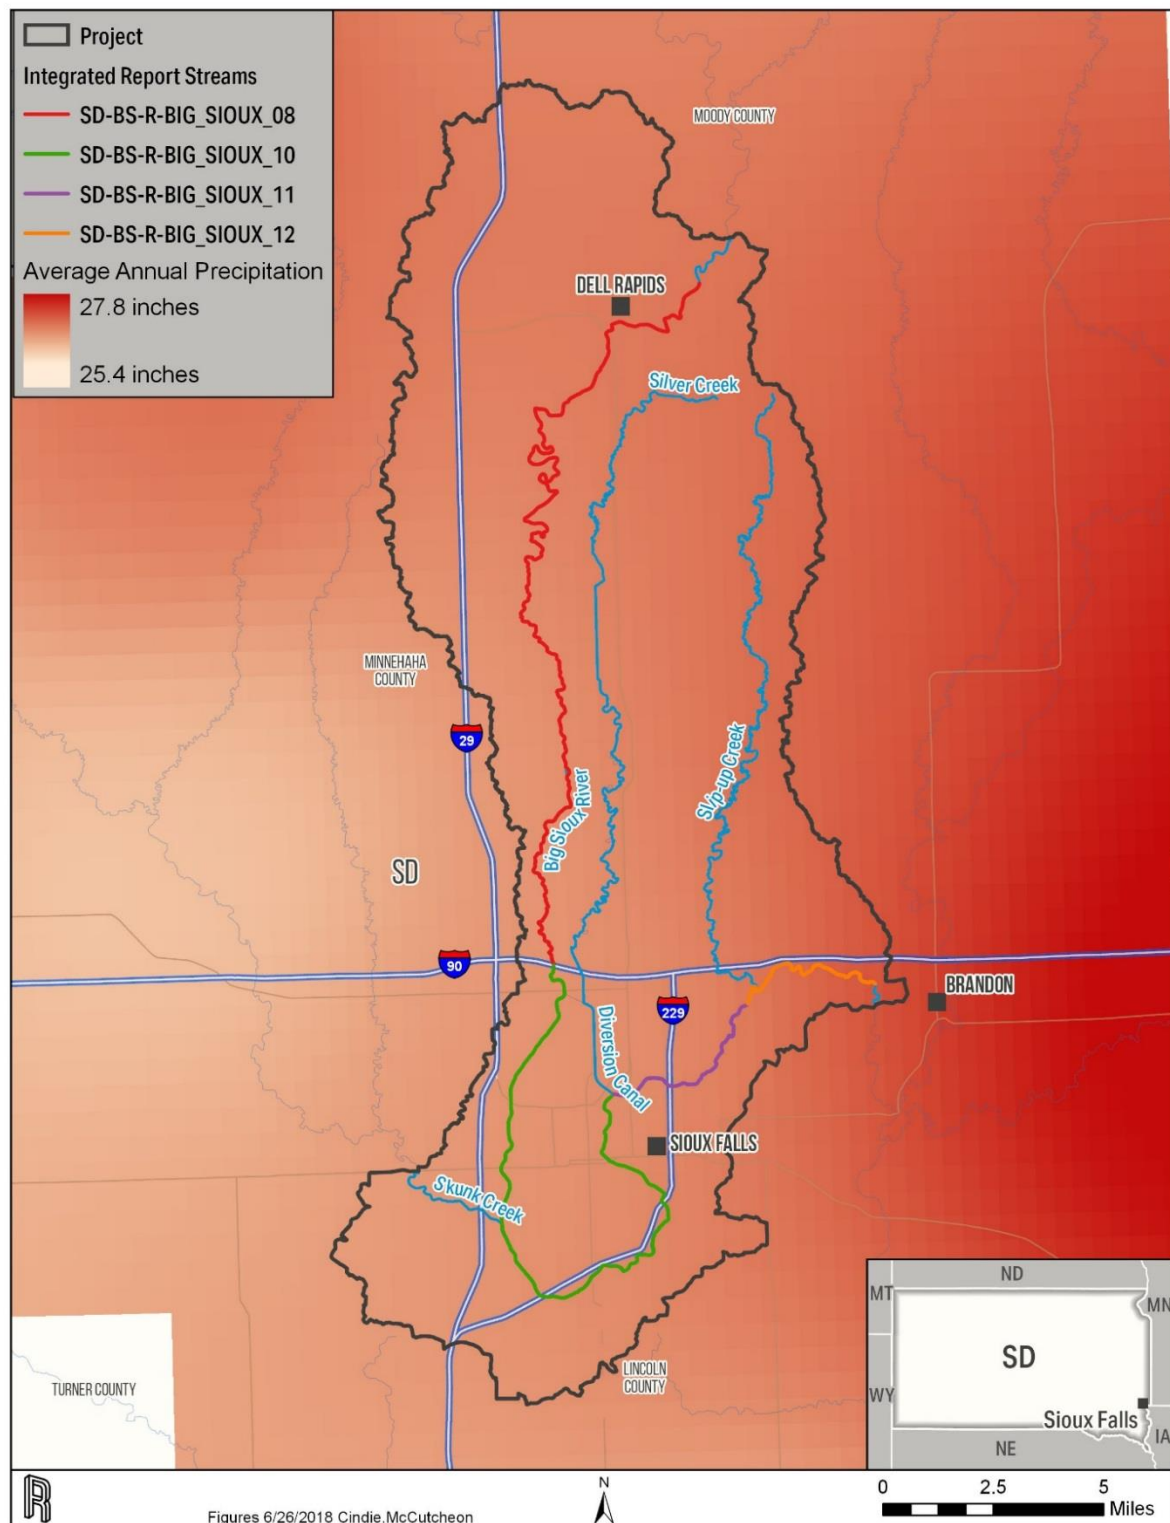 Project
Integrated Report Streams
SD-BS-R-BIG_SIOUX_08
SD-BS-R-BIG_SIOUX_10
SD-BS-R-BIG_SIOUX_11
SD-BS-R-BIG_SIOUX_12
Average Annual Precipitation
27.8 inches
25.4 inches
MOODY COUNTY
DELL RAPIDS
Silver Creek
MINNEHAHA
COUNTY
29
Slip-up Creek
Big Sioux River
SD
90
BRANDON
229
Diversion Canal
SIOUX FALLS
Skunk Creek
TURNER COUNTY
LINCOLN
COUNTY
ND
MT
MN
SD
WY
Sioux Falls
IA
NE
R
Figures 6/26/2018 Cindie.McCutcheon
N
0 2.5 5
Miles